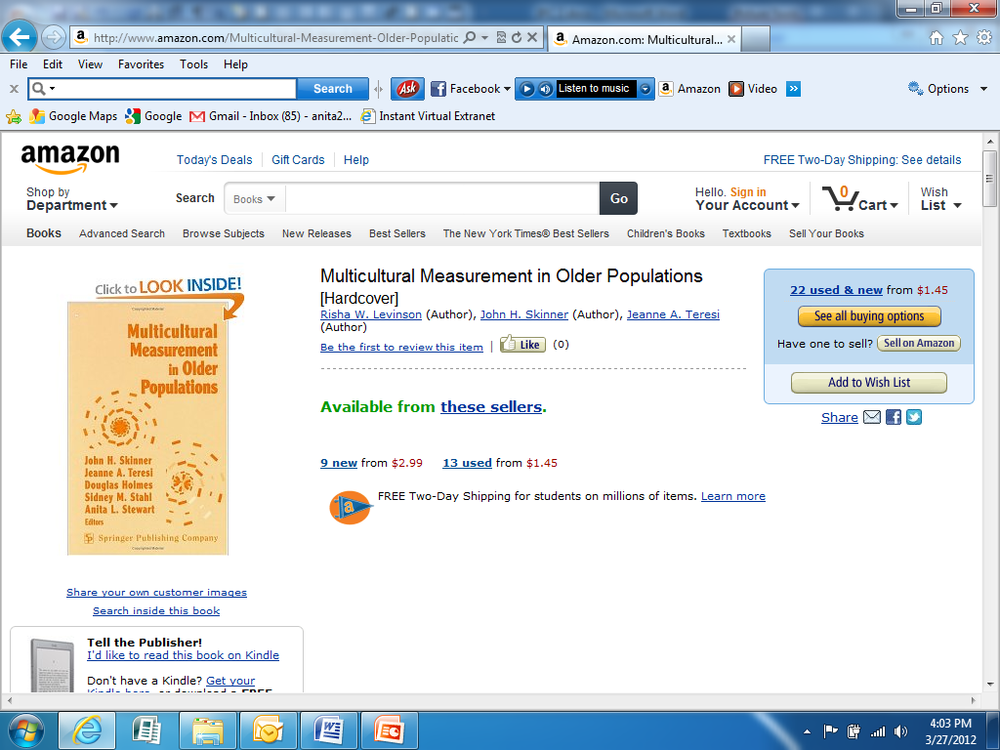 http://www.amazon.com/Multicultural-Measurement-Older-Populatic
Amazon.com: Multicultural...
File Edit View Favorites Tools Help
Search
Ask
Facebook
Listen to music
Amazon
Video
Options
Google Maps
Google
Gmail - Inbox (85) - anita2...
Instant Virtual Extranet
amazon
Today's Deals
Gift Cards
Help
FREE Two-Day Shipping: See details
Shop by
Department
Search
Books
Go
Hello. Sign in
Your Account
0
Cart
Wish
List
Books
Advanced Search
Browse Subjects
New Releases
Best Sellers
The New York Times® Best Sellers
Children's Books
Textbooks
Sell Your Books
Click to LOOK INSIDE!
Copyrighted Material
Multicultural
Measurement
in Older
Populations
John H. Skinner
Jeanne A. Teresi
Douglas Holmes
Sidney M. Stahl
Anita L. Stewart
Editors
Springer Publishing Company
Copyrighted Material
Share your own customer images
Search inside this book
Tell the Publisher!
I'd like to read this book on Kindle
Don't have a Kindle? Get your
Kindle here, or download a FREE
Multicultural Measurement in Older Populations
[Hardcover]
Risha W. Levinson (Author), John H. Skinner (Author), Jeanne A. Teresi
(Author)
Be the first to review this item | Like (0)
Available from these sellers.
9 new from $2.99 13 used from $1.45
a
FREE Two-Day Shipping for students on millions of items. Learn more
22 used & new from $1.45
See all buying options
Have one to sell? Sell on Amazon
Add to Wish List
Share
4:03 PM
3/27/2012